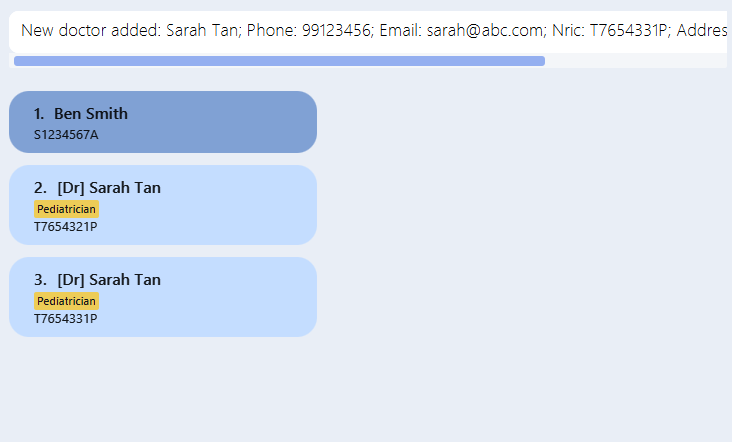 New doctor added: Sarah Tan; Phone: 99123456; Email: sarah@abc.com; Nric: T7654331P; Addres
1. Ben Smith
S1234567A
2. [Dr] Sarah Tan
Pediatrician
T7654321P
3. [Dr] Sarah Tan
Pediatrician
T7654331P